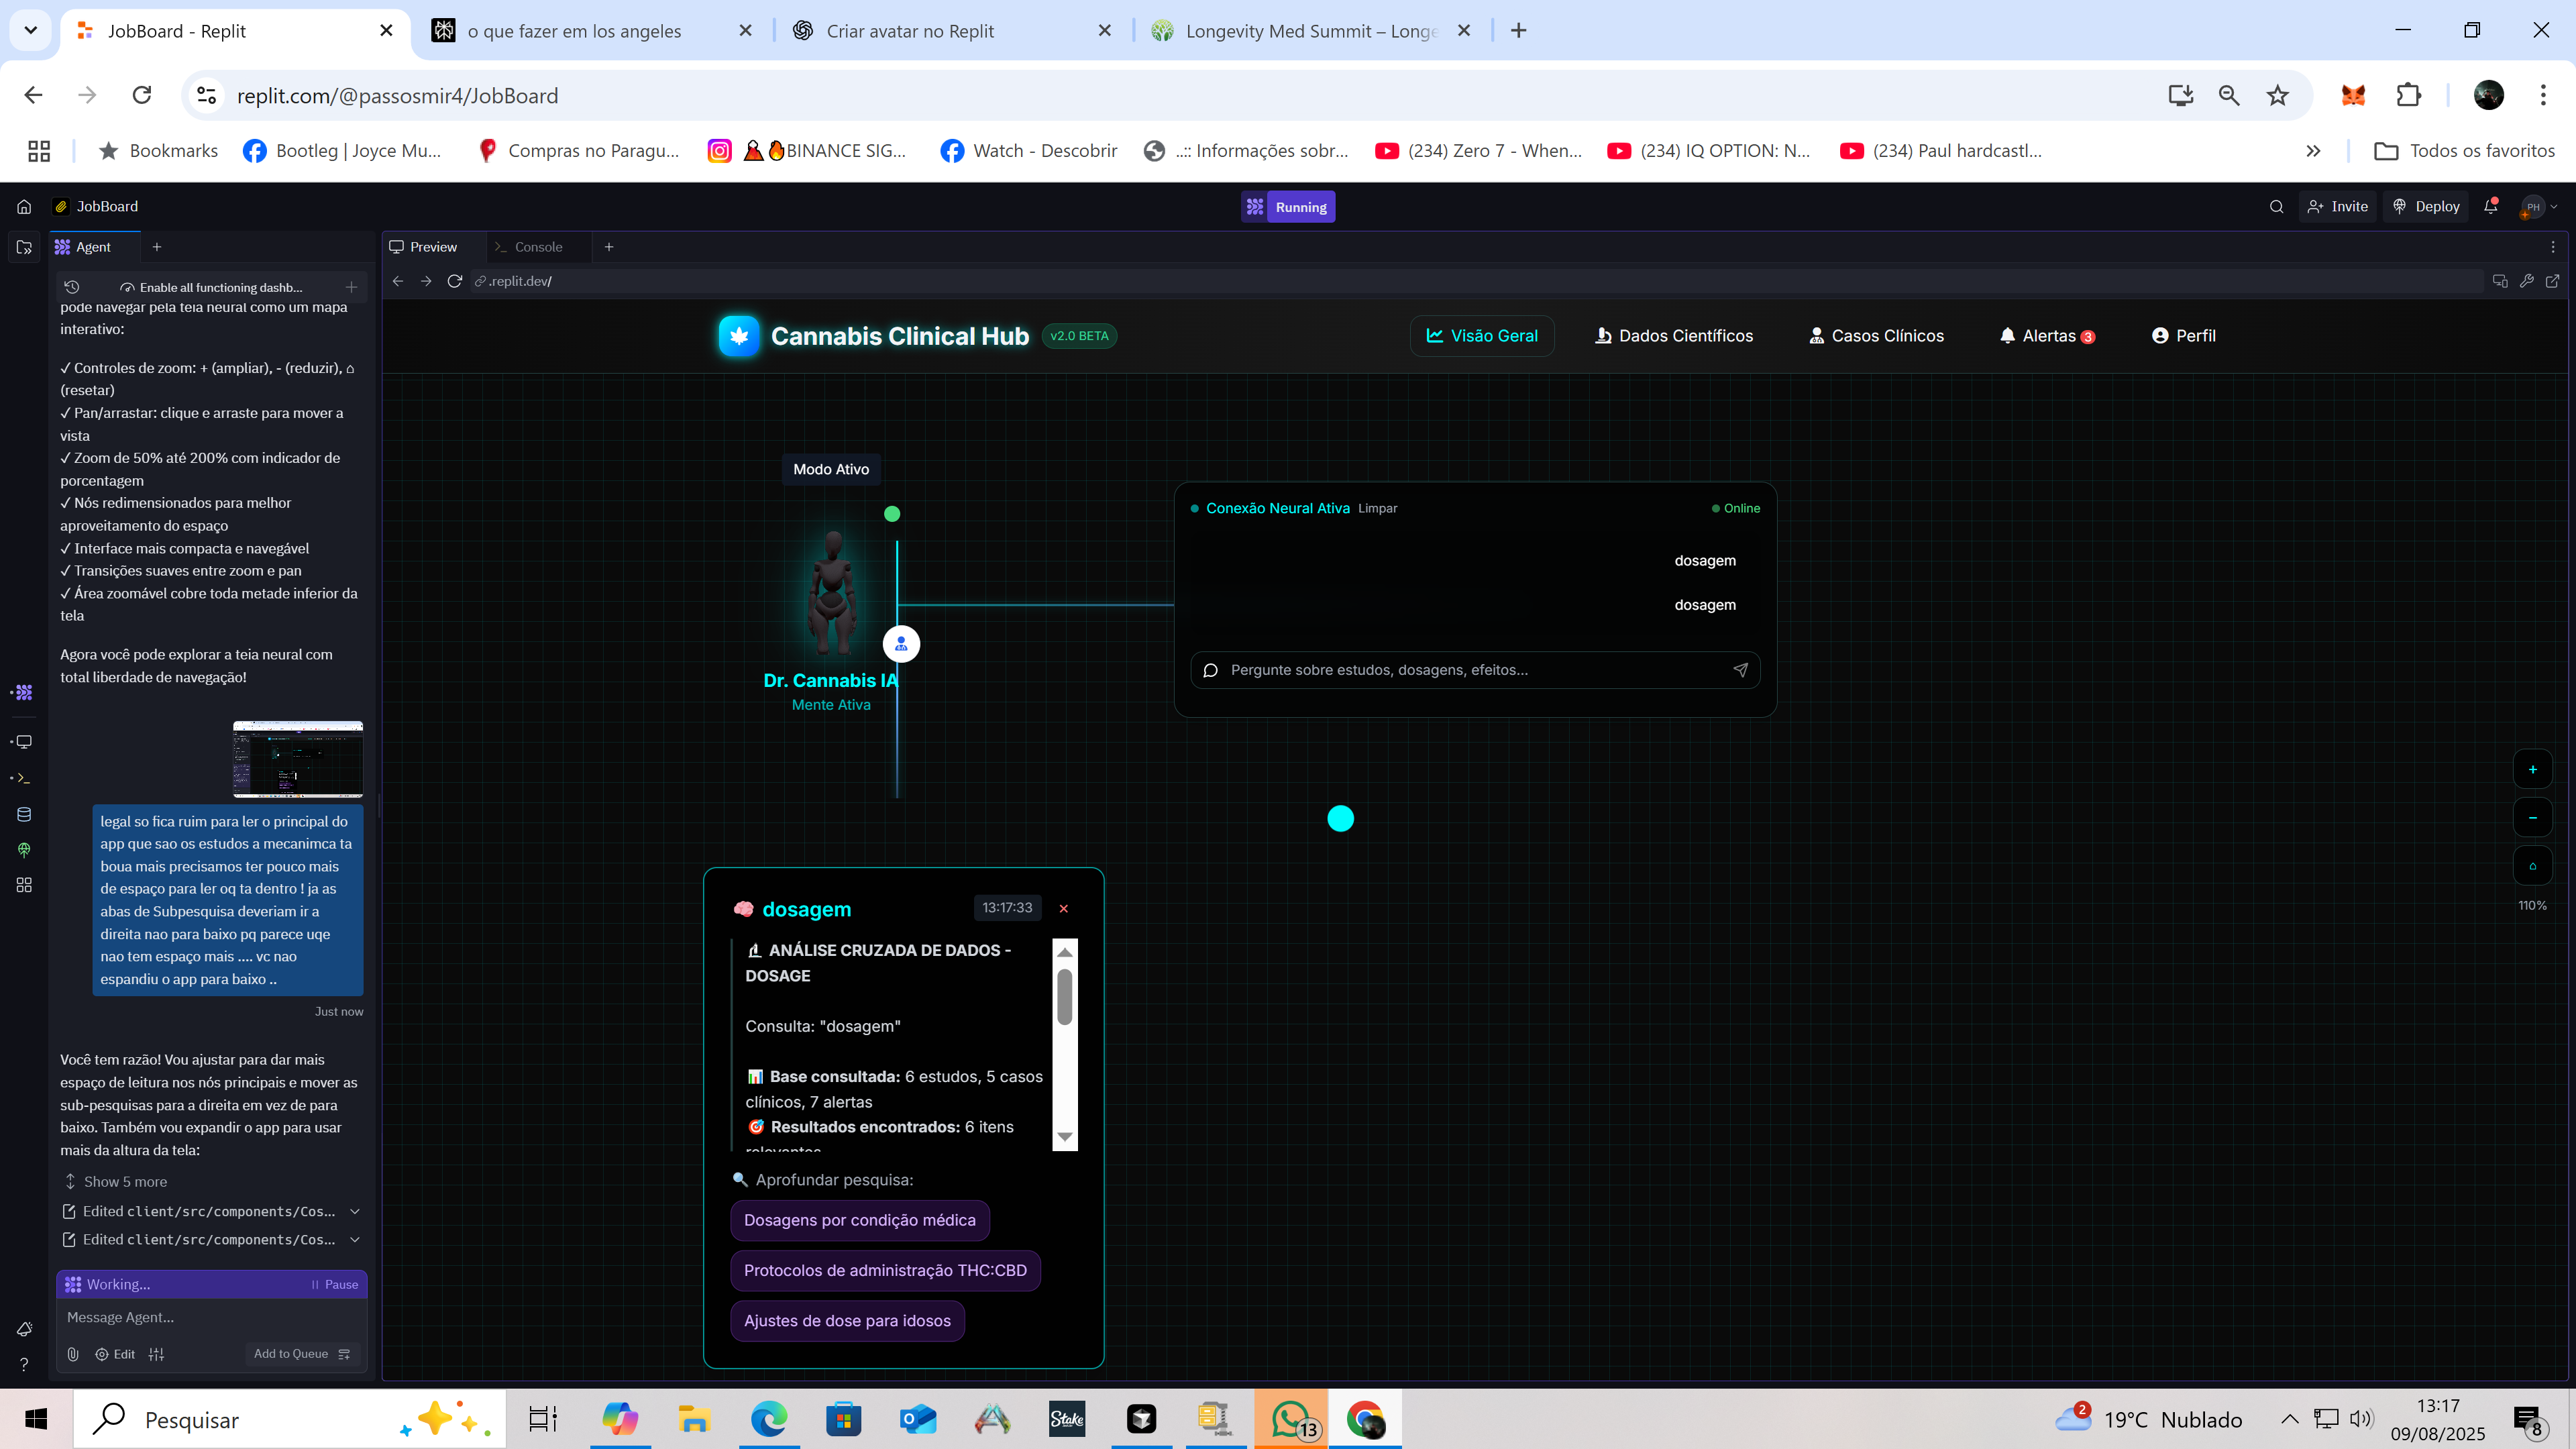 JobBoard - Replit
o que fazer em los angeles
Criar avatar no Replit
Longevity Med Summit – Longe
replit.com/@passosmir4/JobBoard
Bookmarks
Bootleg | Joyce Mu...
Compras no Paragu...
BINANCE SIG...
Watch - Descobrir
..:: Informações sobr...
(234) Zero 7 - When...
(234) IQ OPTION: N...
(234) Paul hardcastl...
Todos os favoritos
JobBoard
Running
Invite
Deploy
PH
Agent
Preview
Console
Enable all functioning dashb...
.replit.dev/
pode navegar pela teia neural como um mapa
interativo:
✓ Controles de zoom: + (ampliar), - (reduzir), ⌂
(resetar)
✓ Pan/arrastar: clique e arraste para mover a
vista
✓ Zoom de 50% até 200% com indicador de
porcentagem
✓ Nós redimensionados para melhor
aproveitamento do espaço
✓ Interface mais compacta e navegável
✓ Transições suaves entre zoom e pan
✓ Área zoomável cobre toda metade inferior da
tela
Agora você pode explorar a teia neural com
total liberdade de navegação!
legal so fica ruim para ler o principal do
app que sao os estudos a mecanimca ta
boua mais precisamos ter pouco mais
de espaço para ler oq ta dentro ! ja as
abas de Subpesquisa deveriam ir a
direita nao para baixo pq parece uqe
nao tem espaço mais .... vc nao
espandiu o app para baixo ..
Just now
Você tem razão! Vou ajustar para dar mais
espaço de leitura nos nós principais e mover as
sub-pesquisas para a direita em vez de para
baixo. Também vou expandir o app para usar
mais da altura da tela:
Show 5 more
Edited client/src/components/Cos...
Edited client/src/components/Cos...
Working...
Pause
Message Agent...
Edit
Add to Queue
Cannabis Clinical Hub
v2.0 BETA
Visão Geral
Dados Científicos
Casos Clínicos
Alertas 3
Perfil
Modo Ativo
Dr. Cannabis IA
Mente Ativa
Conexão Neural Ativa
Limpar
Online
dosagem
dosagem
Pergunte sobre estudos, dosagens, efeitos...
+
−
⌂
110%
🧠 dosagem
13:17:33
×
🔬 ANÁLISE CRUZADA DE DADOS -
DOSAGE
Consulta: "dosagem"
📊 Base consultada: 6 estudos, 5 casos
clínicos, 7 alertas
🎯 Resultados encontrados: 6 itens
relevantes
🔍 Aprofundar pesquisa:
Dosagens por condição médica
Protocolos de administração THC:CBD
Ajustes de dose para idosos
Pesquisar
Stake
13
2
19°C Nublado
13:17
09/08/2025
8